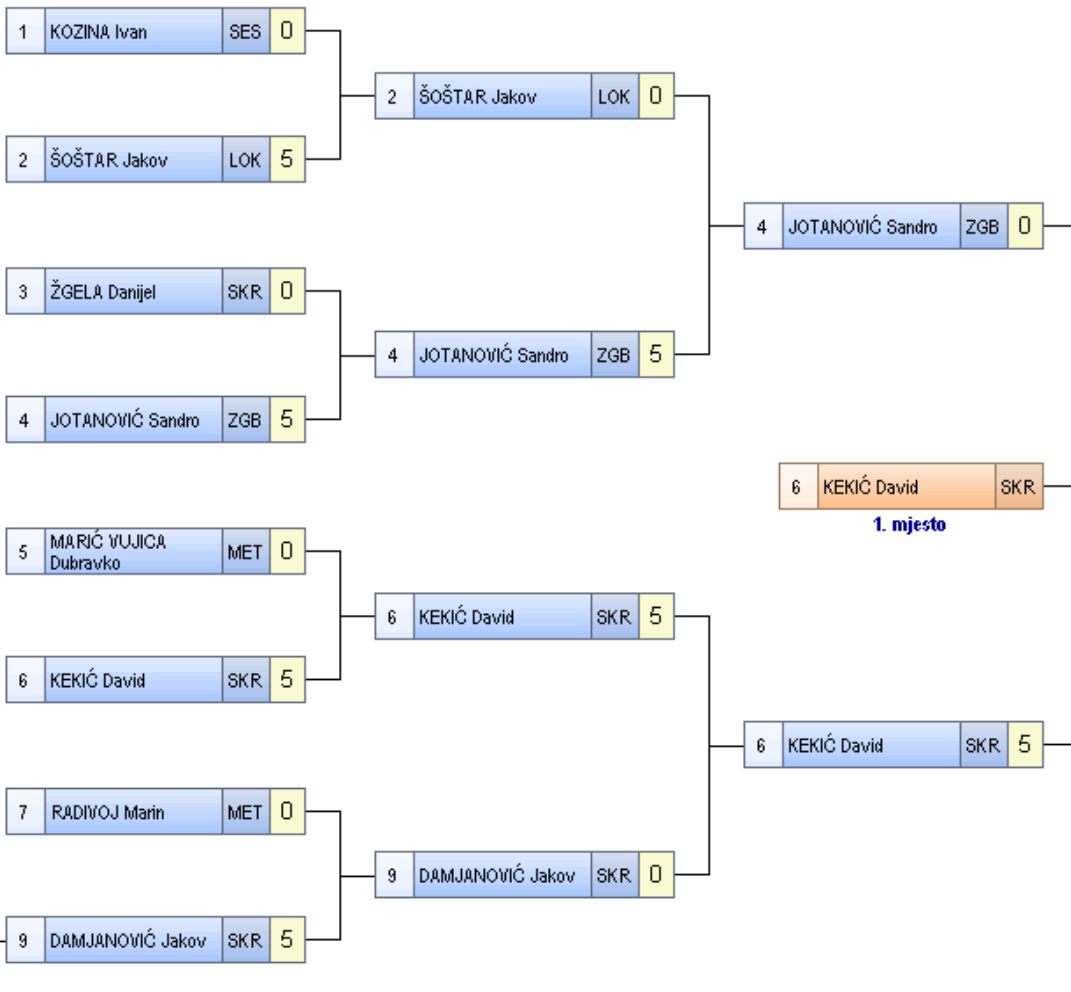 1 KOZINA Ivan SES 0
2 ŠOŠTAR Jakov LOK 0
2 ŠOŠTAR Jakov LOK 5
4 JOTANOVIĆ Sandro ZGB 0
3 ŽGELA Danijel SKR 0
4 JOTANOVIĆ Sandro ZGB 5
4 JOTANOVIĆ Sandro ZGB 5
6 KEKIĆ David SKR
1. mjesto
5 MARIĆ VUJICA
Dubravko MET 0
6 KEKIĆ David SKR 5
6 KEKIĆ David SKR 5
6 KEKIĆ David SKR 5
7 RADIVOJ Marin MET 0
9 DAMJANOVIĆ Jakov SKR 0
9 DAMJANOVIĆ Jakov SKR 5